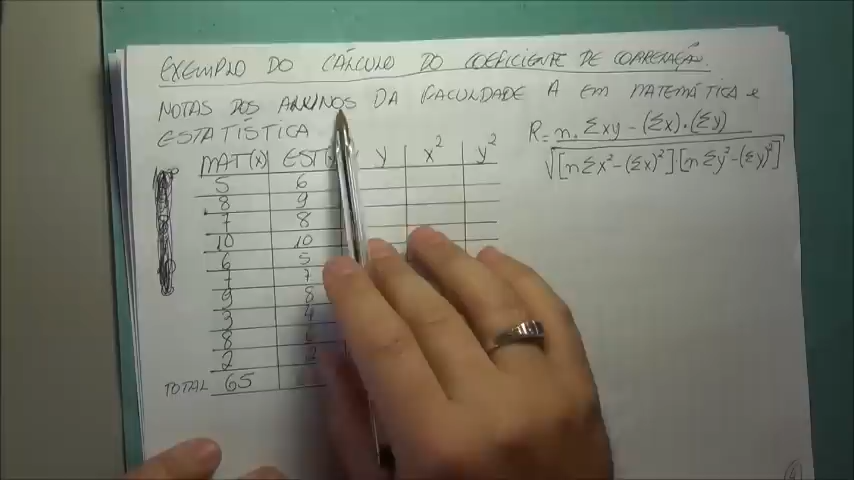 EXEMPLO DO CÁLCULO DO COEFICIENTE DE CORRELAÇÃO.
NOTAS DOS ALUNOS DA FACULDADE A EM MATEMÁTICA e
ESTATÍSTICA
R = n.Σxy - (Σx).(Σy)
√[nΣx²-(Σx)²].[nΣy²-(Σy)²]
MAT(x) EST( y x² y²
5 6
8 9
7 8
10 10
6 5
7 7
9 8
3 4
8
2 2
TOTAL 65